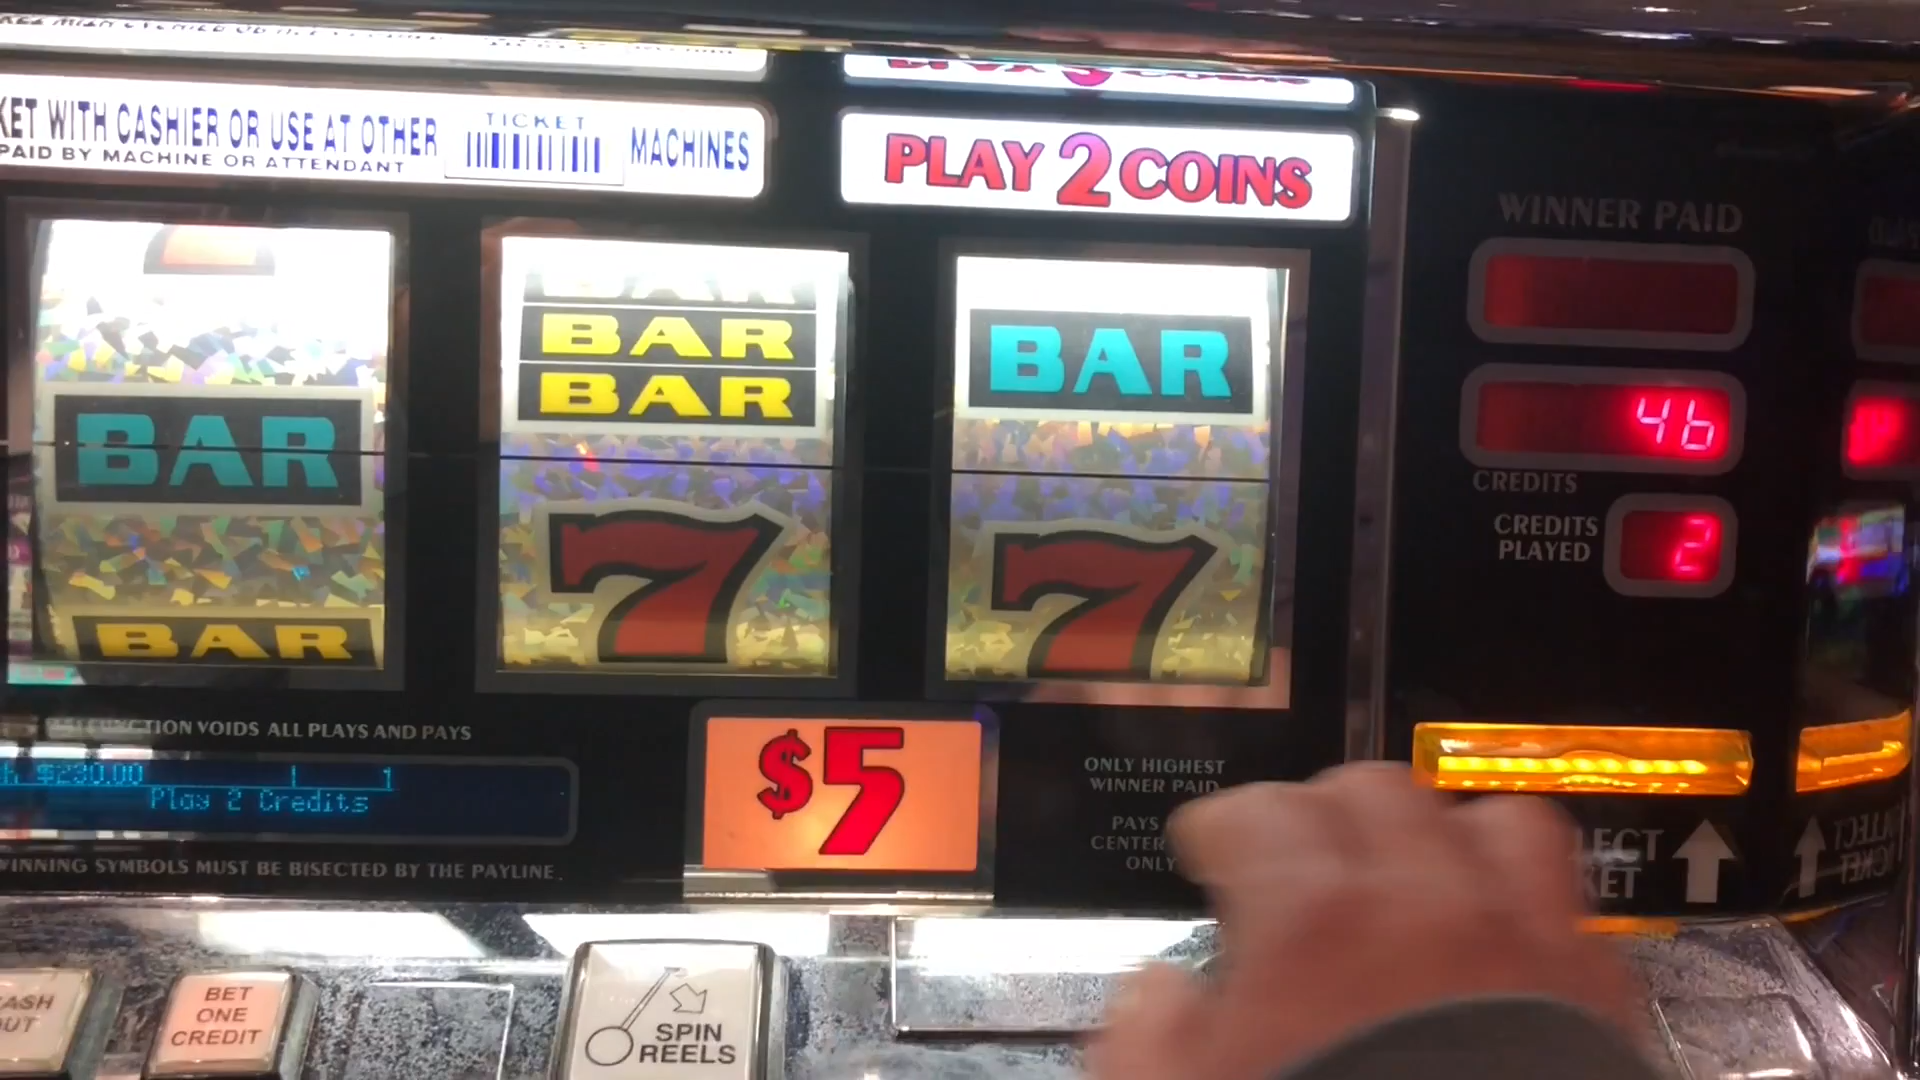 KET WITH CASHIER OR USE AT OTHER
PAID BY MACHINE OR ATTENDANT
TICKET
MACHINES
PLAY 2 COINS
BAR
BAR
BAR
BAR
BAR
7
7
WINNER PAID
46
CREDITS
CREDITS PLAYED
2
VOIDS ALL PLAYS AND PAYS
$230.00 1
Play 2 Credits
WINNING SYMBOLS MUST BE BISECTED BY THE PAYLINE
$5
ONLY HIGHEST
WINNER PAID
PAYS
CENTER
ONLY
BET
ONE
CREDIT
SPIN
REELS